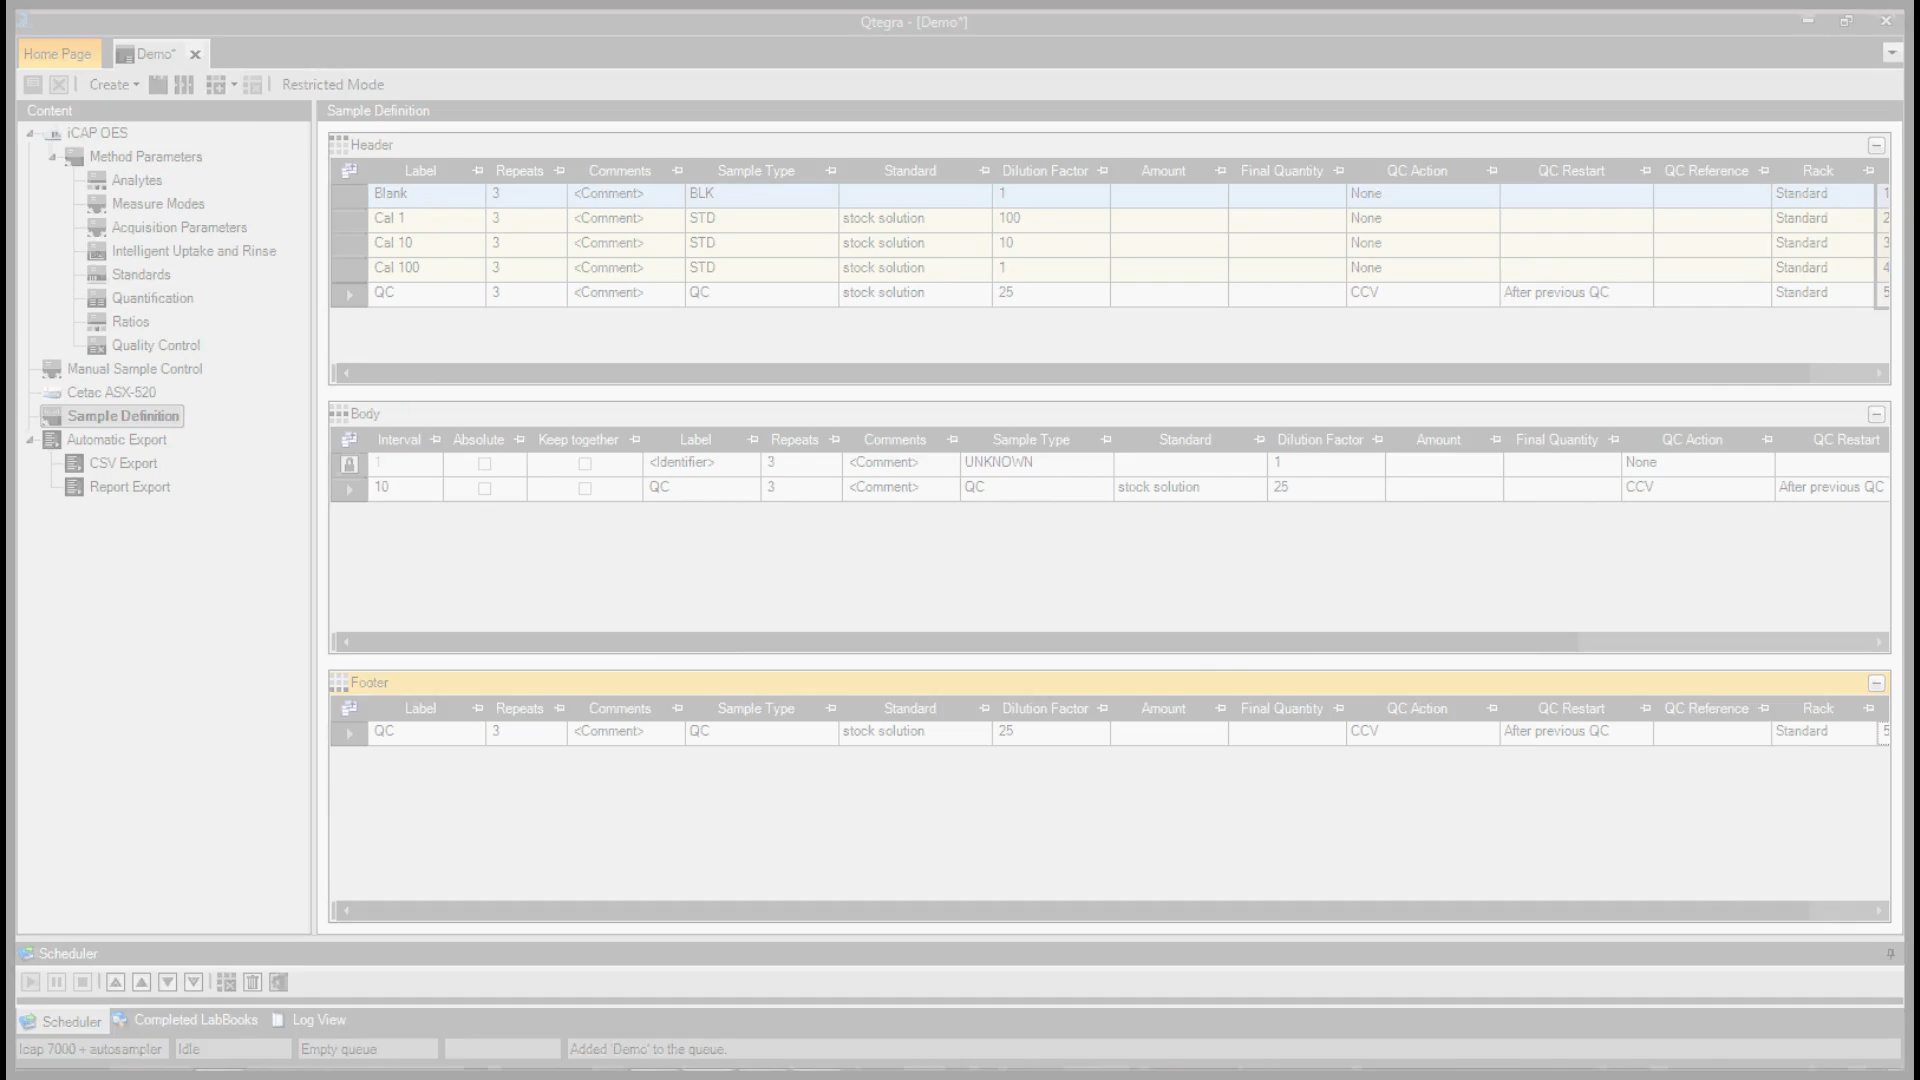 Qtegra - [Demo*]
Home Page Demo*
Create Restricted Mode
Content
iCAP OES
Method Parameters
Analytes
Measure Modes
Acquisition Parameters
Intelligent Uptake and Rinse
Standards
Quantification
Ratios
Quality Control
Manual Sample Control
Cetac ASX-520
Sample Definition
Automatic Export
CSV Export
Report Export
Sample Definition
Header
Label Repeats Comments Sample Type Standard Dilution Factor Amount Final Quantity QC Action QC Restart QC Reference Rack
Blank 3 <Comment> BLK 1 None Standard 1
Cal 1 3 <Comment> STD stock solution 100 None Standard 2
Cal 10 3 <Comment> STD stock solution 10 None Standard 3
Cal 100 3 <Comment> STD stock solution 1 None Standard 4
QC 3 <Comment> QC stock solution 25 CCV After previous QC Standard 5
Body
Interval Absolute Keep together Label Repeats Comments Sample Type Standard Dilution Factor Amount Final Quantity QC Action QC Restart
1 <Identifier> 3 <Comment> UNKNOWN 1 None
10 QC 3 <Comment> QC stock solution 25 CCV After previous QC
Footer
Label Repeats Comments Sample Type Standard Dilution Factor Amount Final Quantity QC Action QC Restart QC Reference Rack
QC 3 <Comment> QC stock solution 25 CCV After previous QC Standard 5
Scheduler
Scheduler Completed LabBooks Log View
Icap 7000 + autosampler Idle Empty queue Added 'Demo' to the queue.